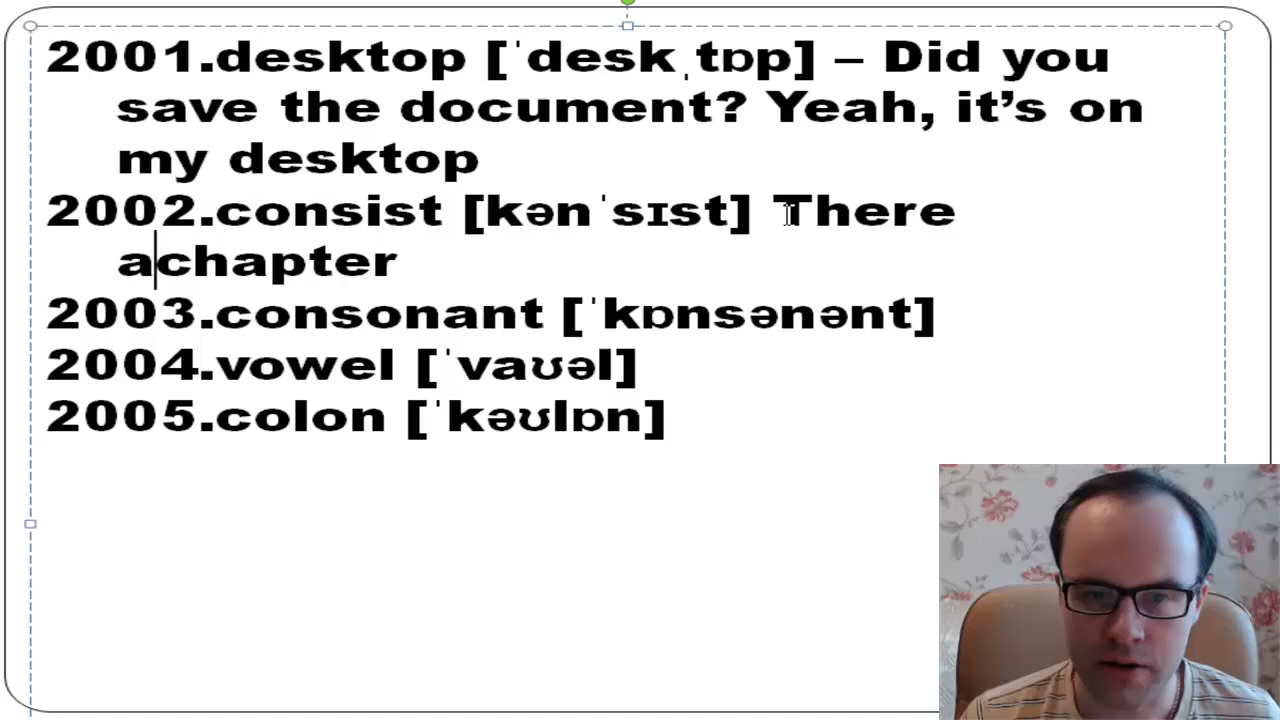 2001.desktop [ˈdeskˌtɒp] – Did you
save the document? Yeah, it’s on
my desktop
2002.consist [kənˈsɪst] There
achapter
2003.consonant [ˈkɒnsənənt]
2004.vowel [ˈvaʊəl]
2005.colon [ˈkəʊlɒn]